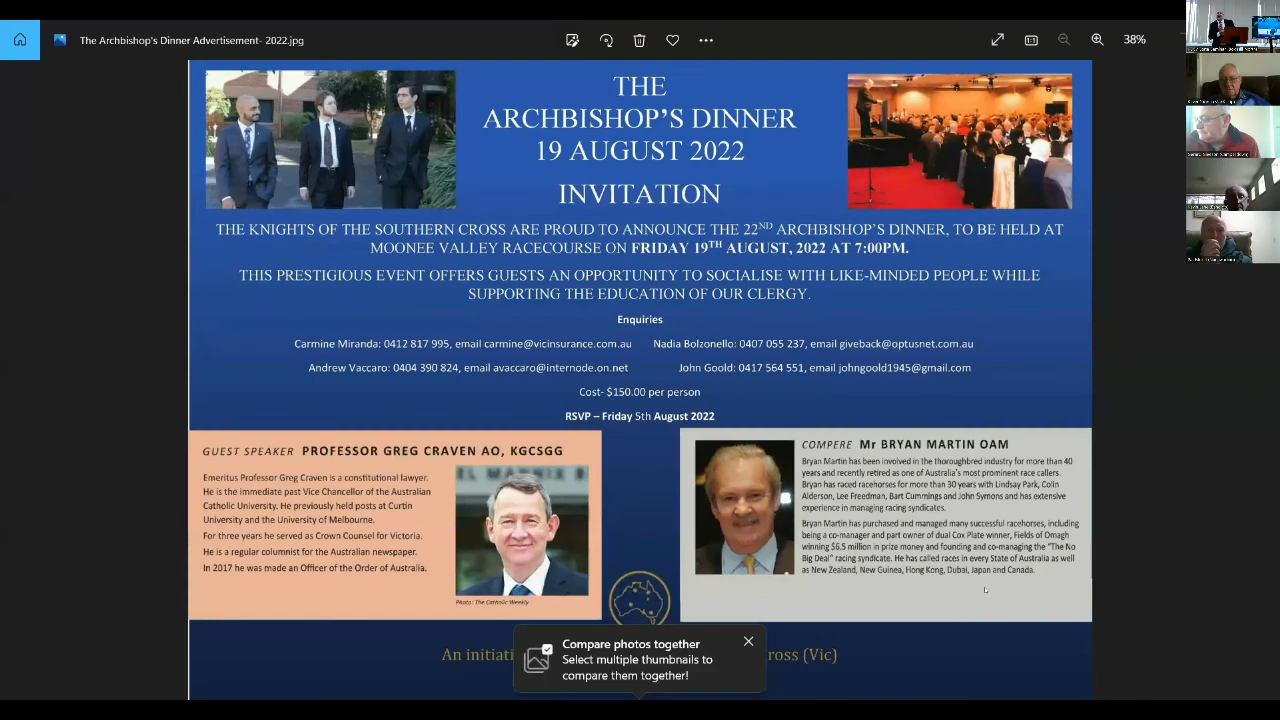 The Archbishop's Dinner Advertisement- 2022.jpg
38%
THE
ARCHBISHOP'S DINNER
19 AUGUST 2022
INVITATION
THE KNIGHTS OF THE SOUTHERN CROSS ARE PROUD TO ANNOUNCE THE 22ND ARCHBISHOP'S DINNER, TO BE HELD AT
MOONEE VALLEY RACECOURSE ON FRIDAY 19TH AUGUST, 2022 AT 7:00PM.
THIS PRESTIGIOUS EVENT OFFERS GUESTS AN OPPORTUNITY TO SOCIALISE WITH LIKE-MINDED PEOPLE WHILE
SUPPORTING THE EDUCATION OF OUR CLERGY.
Enquiries
Carmine Miranda: 0412 817 995, email carmine@vicinsurance.com.au Nadia Bolzonello: 0407 055 237, email giveback@optusnet.com.au
Andrew Vaccaro: 0404 390 824, email avaccaro@internode.on.net John Goold: 0417 564 551, email johngoold1945@gmail.com
Cost- $150.00 per person
RSVP – Friday 5th August 2022
GUEST SPEAKER PROFESSOR GREG CRAVEN AO, KGCSGG
Emeritus Professor Greg Craven is a constitutional lawyer.
He is the immediate past Vice Chancellor of the Australian
Catholic University. He previously held posts at Curtin
University and the University of Melbourne.
For three years he served as Crown Counsel for Victoria.
He is a regular columnist for the Australian newspaper.
In 2017 he was made an Officer of the Order of Australia.
Photo: The Catholic Weekly
COMPERE Mr BRYAN MARTIN OAM
Bryan Martin has been involved in the thoroughbred industry for more than 40
years and recently retired as one of Australia's most prominent race callers.
Bryan has raced racehorses for more than 30 years with Lindsay Park, Colin
Alderson, Lee Freedman, Bart Cummings and John Symons and has extensive
experience in managing racing syndicates.
Bryan Martin has purchased and managed many successful racehorses, including
being a co-manager and part owner of dual Cox Plate winner, Fields of Omagh
winning $6.5 million in prize money and founding and co-managing the "The No
Big Deal" racing syndicate. He has called races in every State of Australia as well
as New Zealand, New Guinea, Hong Kong, Dubai, Japan and Canada.
An initiati
ross (Vic)
Compare photos together
Select multiple thumbnails to
compare them together!